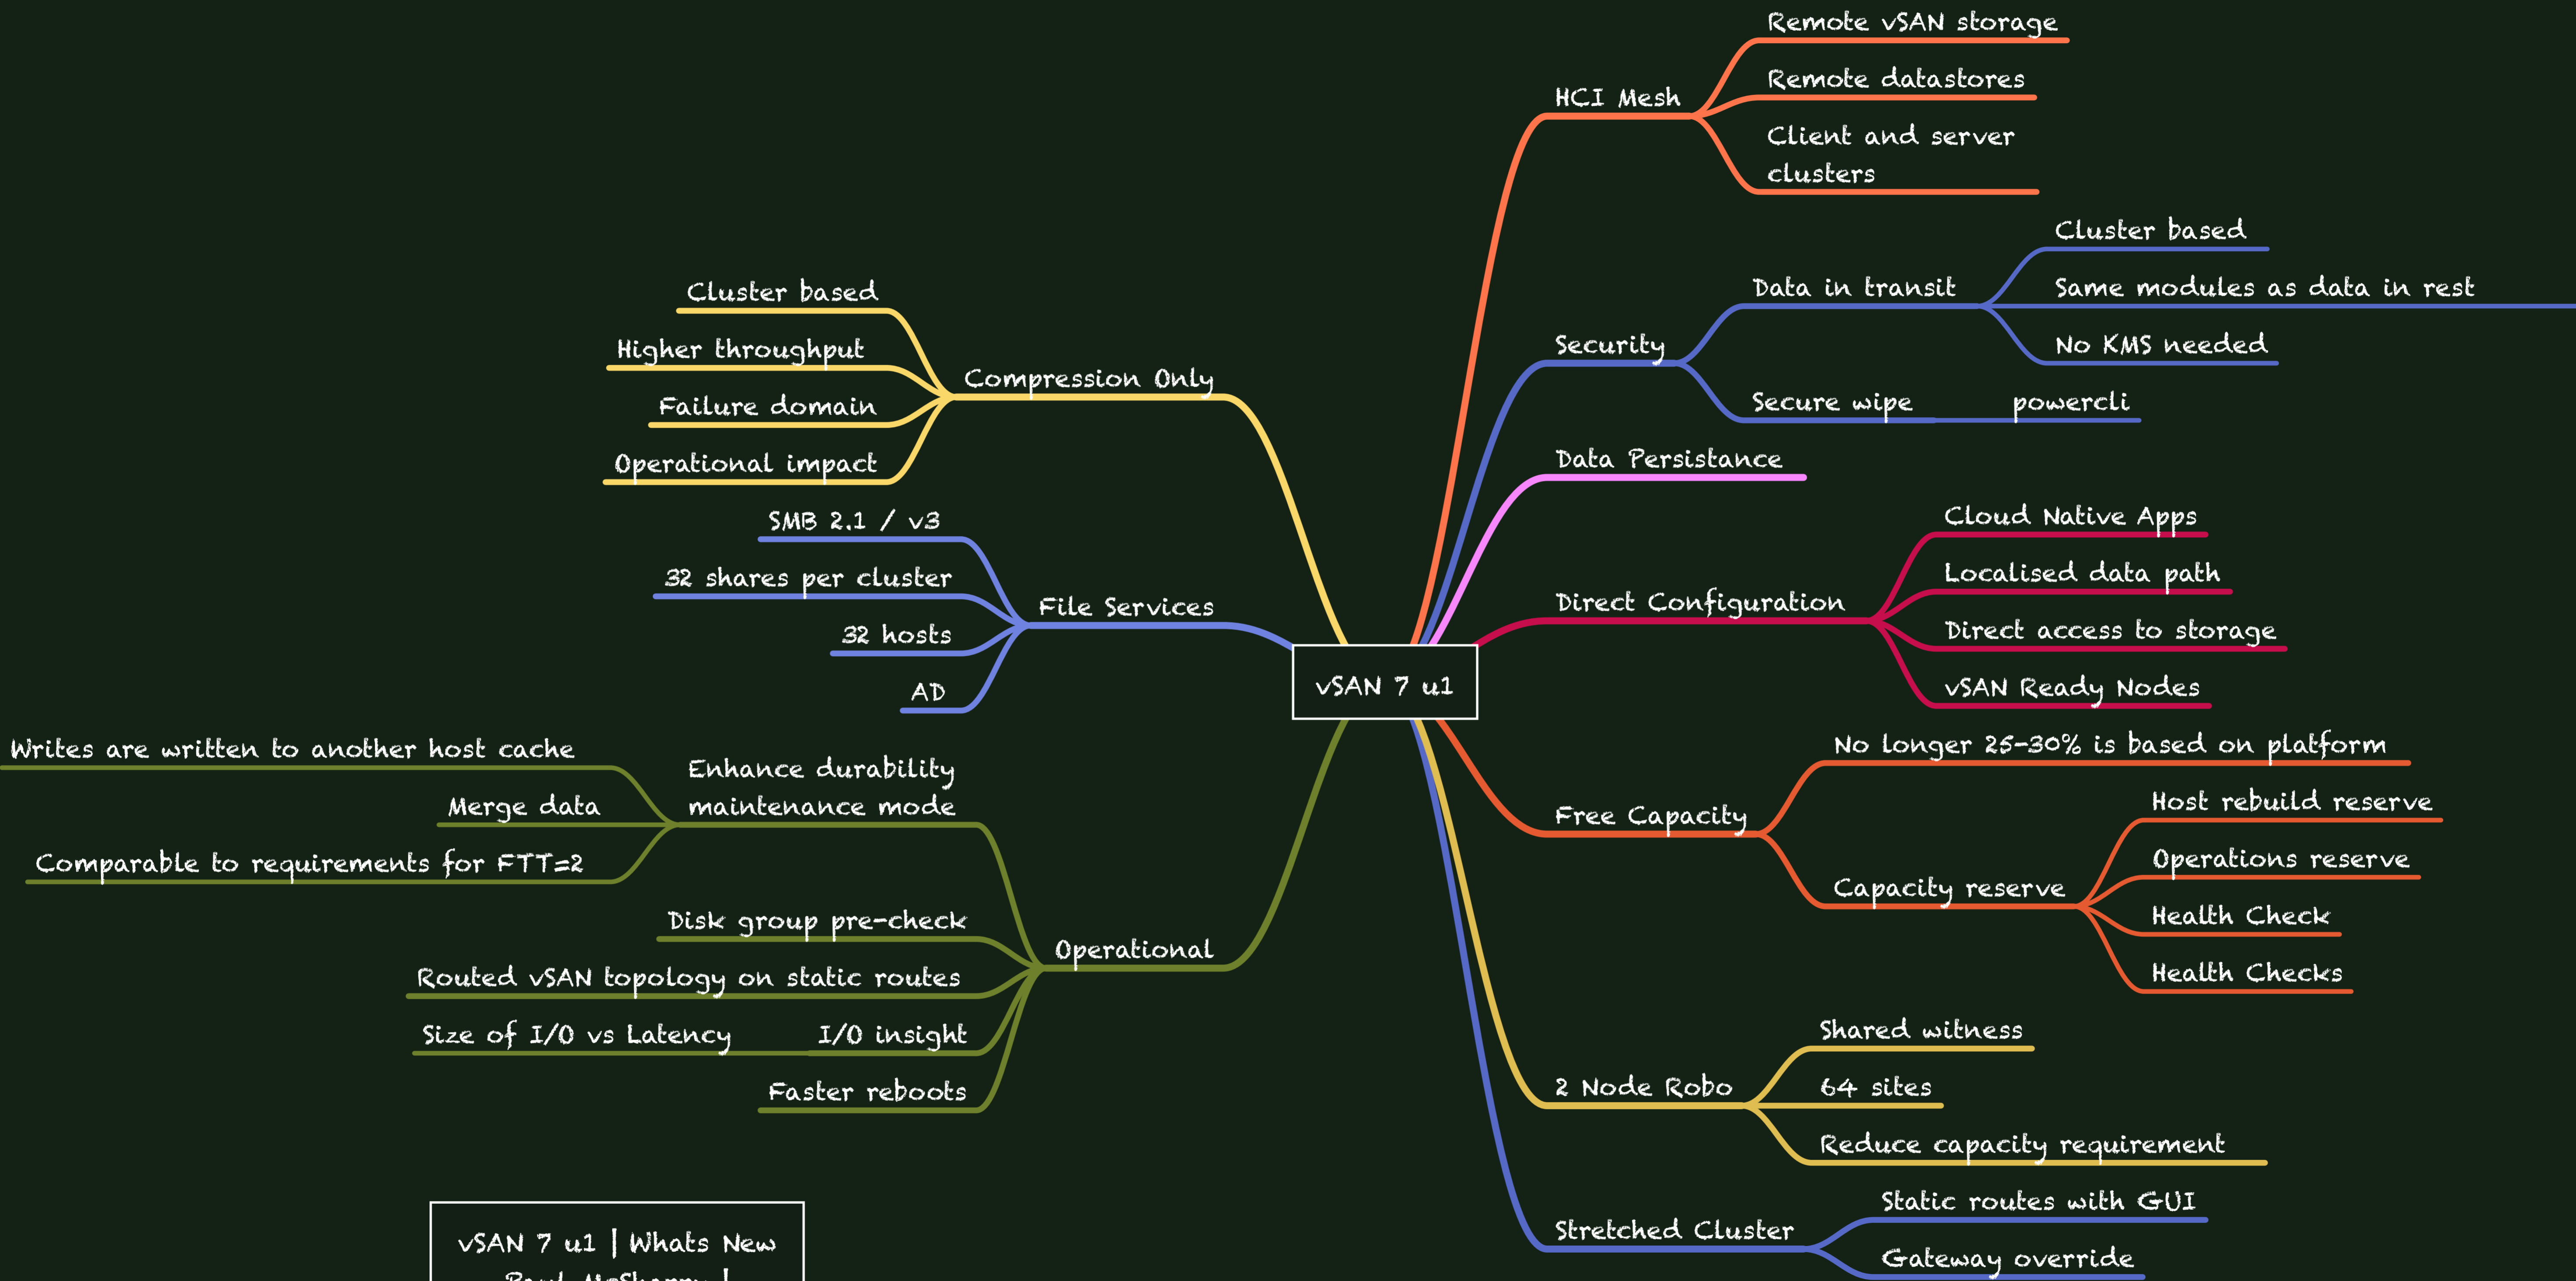 Remote vSAN storage
Remote datastores
HCI Mesh
Client and server
clusters
Cluster based
Data in transit
Same modules as data in rest
Security
No KMS needed
Secure wipe
powercli
Data Persistance
Cloud Native Apps
Localised data path
Direct Configuration
Direct access to storage
vSAN Ready Nodes
No longer 25-30% is based on platform
Free Capacity
Host rebuild reserve
Operations reserve
Capacity reserve
Health Check
Health Checks
Shared witness
2 Node Robo
64 sites
Reduce capacity requirement
Static routes with GUI
Stretched Cluster
Gateway override
vSAN 7 u1
Cluster based
Higher throughput
Compression Only
Failure domain
Operational impact
SMB 2.1 / v3
32 shares per cluster
File Services
32 hosts
AD
Writes are written to another host cache
Enhance durability
maintenance mode
Merge data
Comparable to requirements for FTT=2
Disk group pre-check
Operational
Routed vSAN topology on static routes
Size of I/O vs Latency
I/O insight
Faster reboots
vSAN 7 u1 | Whats New
Paul McSharry |